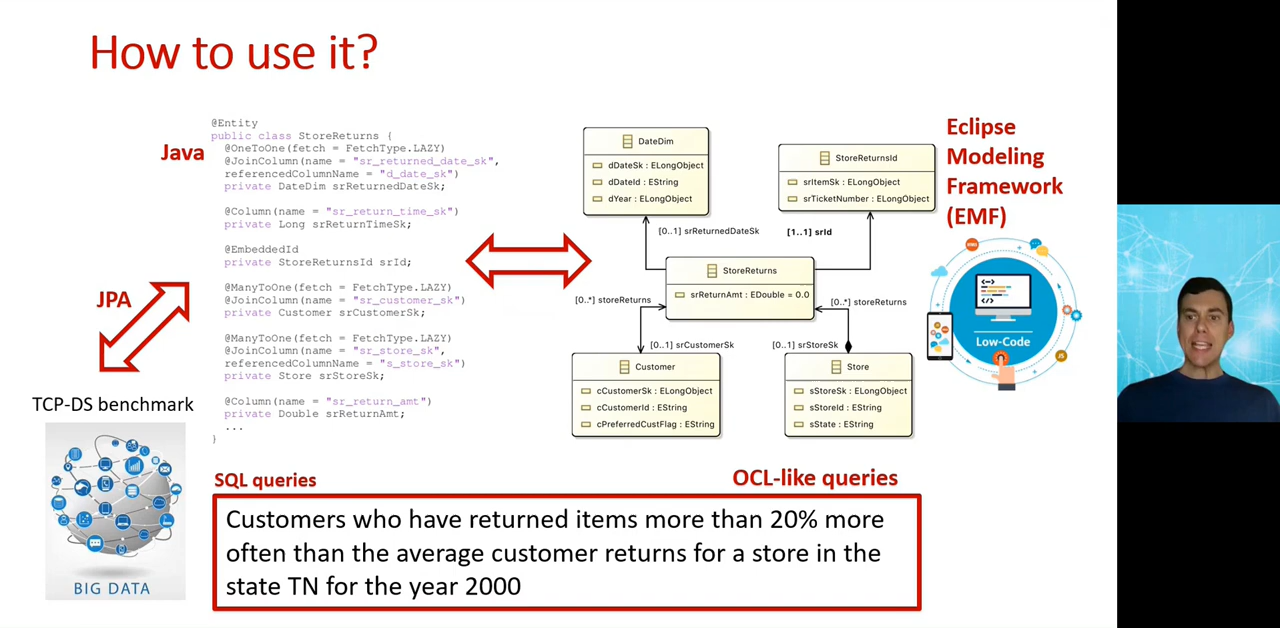 How to use it?
Java
@Entity
public class StoreReturns {
@OneToOne(fetch = FetchType.LAZY)
@JoinColumn(name = "sr_returned_date_sk",
referencedColumnName = "d_date_sk")
private DateDim srReturnedDateSk;
@Column(name = "sr_return_time_sk")
private Long srReturnTimeSk;
@EmbeddedId
private StoreReturnsId srId;
@ManyToOne(fetch = FetchType.LAZY)
@JoinColumn(name = "sr_customer_sk")
private Customer srCustomerSk;
@ManyToOne(fetch = FetchType.LAZY)
@JoinColumn(name = "sr_store_sk",
referencedColumnName = "s_store_sk")
private Store srStoreSk;
@Column(name = "sr_return_amt")
private Double srReturnAmt;
...
}
JPA
TCP-DS benchmark
BIG DATA
DateDim
dDateSk : ELongObject
dDateId : EString
dYear : ELongObject
StoreReturnsId
srItemSk : ELongObject
srTicketNumber : ELongObject
[0..1] srReturnedDateSk
[1..1] srId
StoreReturns
srReturnAmt : EDouble = 0.0
[0..*] storeReturns
[0..*] storeReturns
[0..1] srCustomerSk
[0..1] srStoreSk
Customer
cCustomerSk : ELongObject
cCustomerId : EString
cPreferredCustFlag : EString
Store
sStoreSk : ELongObject
sStoreId : EString
sState : EString
Eclipse
Modeling
Framework
(EMF)
Low-Code
JS
SQL queries
OCL-like queries
Customers who have returned items more than 20% more
often than the average customer returns for a store in the
state TN for the year 2000